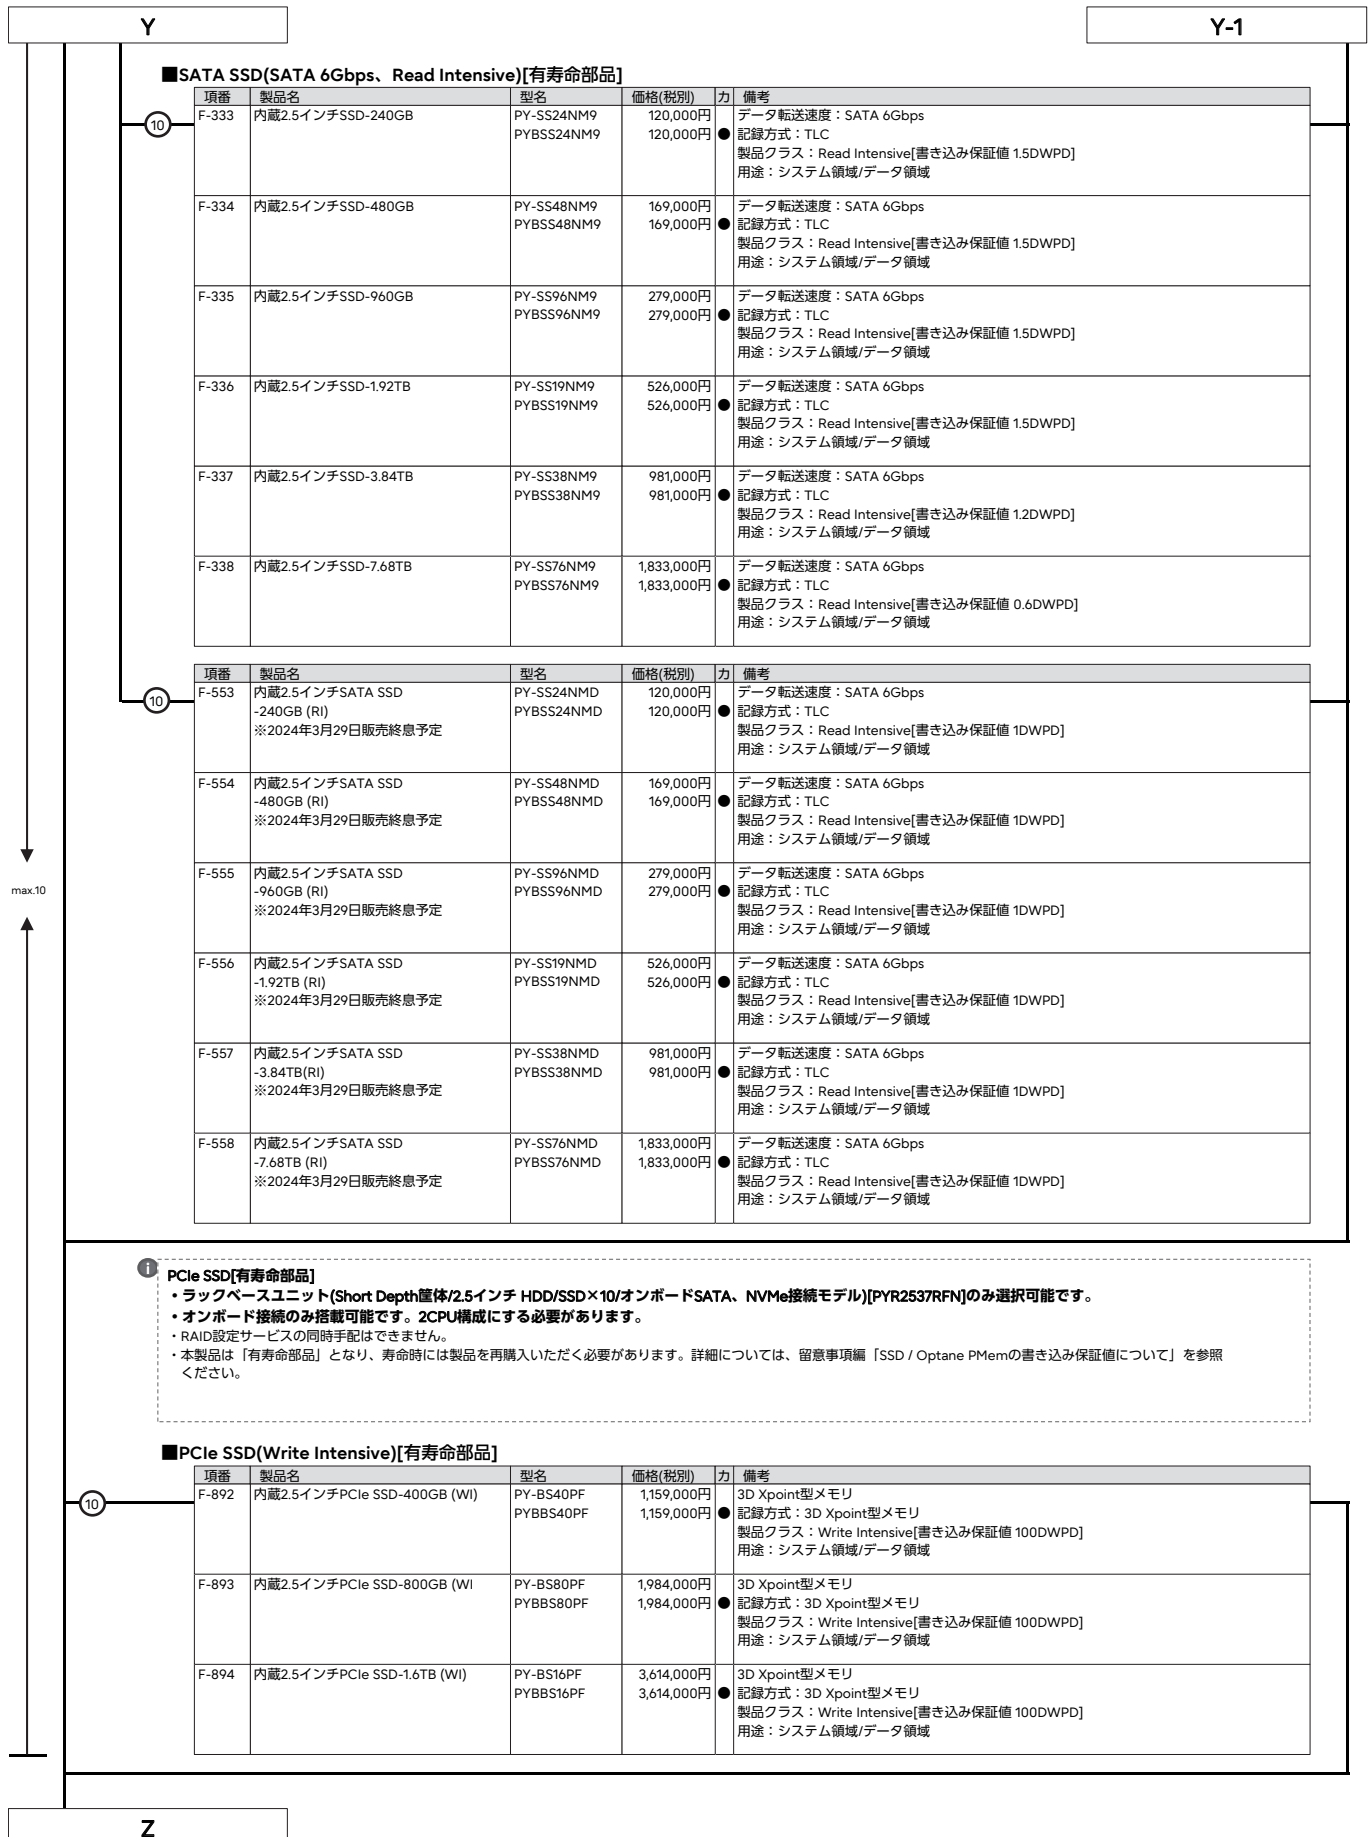 Y
Y-1
■SATA SSD(SATA 6Gbps、Read Intensive)[有寿命部品]
項番 製品名 型名 価格(税別) カ 備考
10
F-333 内蔵2.5インチSSD-240GB PY-SS24NM9 120,000円 データ転送速度：SATA 6Gbps
PYBSS24NM9 120,000円 ● 記録方式：TLC
製品クラス：Read Intensive[書き込み保証値 1.5DWPD]
用途：システム領域/データ領域
F-334 内蔵2.5インチSSD-480GB PY-SS48NM9 169,000円 データ転送速度：SATA 6Gbps
PYBSS48NM9 169,000円 ● 記録方式：TLC
製品クラス：Read Intensive[書き込み保証値 1.5DWPD]
用途：システム領域/データ領域
F-335 内蔵2.5インチSSD-960GB PY-SS96NM9 279,000円 データ転送速度：SATA 6Gbps
PYBSS96NM9 279,000円 ● 記録方式：TLC
製品クラス：Read Intensive[書き込み保証値 1.5DWPD]
用途：システム領域/データ領域
F-336 内蔵2.5インチSSD-1.92TB PY-SS19NM9 526,000円 データ転送速度：SATA 6Gbps
PYBSS19NM9 526,000円 ● 記録方式：TLC
製品クラス：Read Intensive[書き込み保証値 1.5DWPD]
用途：システム領域/データ領域
F-337 内蔵2.5インチSSD-3.84TB PY-SS38NM9 981,000円 データ転送速度：SATA 6Gbps
PYBSS38NM9 981,000円 ● 記録方式：TLC
製品クラス：Read Intensive[書き込み保証値 1.2DWPD]
用途：システム領域/データ領域
F-338 内蔵2.5インチSSD-7.68TB PY-SS76NM9 1,833,000円 データ転送速度：SATA 6Gbps
PYBSS76NM9 1,833,000円 ● 記録方式：TLC
製品クラス：Read Intensive[書き込み保証値 0.6DWPD]
用途：システム領域/データ領域
項番 製品名 型名 価格(税別) カ 備考
10
F-553 内蔵2.5インチSATA SSD PY-SS24NMD 120,000円 データ転送速度：SATA 6Gbps
-240GB (RI) PYBSS24NMD 120,000円 ● 記録方式：TLC
※2024年3月29日販売終息予定 製品クラス：Read Intensive[書き込み保証値 1DWPD]
用途：システム領域/データ領域
F-554 内蔵2.5インチSATA SSD PY-SS48NMD 169,000円 データ転送速度：SATA 6Gbps
-480GB (RI) PYBSS48NMD 169,000円 ● 記録方式：TLC
※2024年3月29日販売終息予定 製品クラス：Read Intensive[書き込み保証値 1DWPD]
用途：システム領域/データ領域
F-555 内蔵2.5インチSATA SSD PY-SS96NMD 279,000円 データ転送速度：SATA 6Gbps
max.10
-960GB (RI) PYBSS96NMD 279,000円 ● 記録方式：TLC
※2024年3月29日販売終息予定 製品クラス：Read Intensive[書き込み保証値 1DWPD]
用途：システム領域/データ領域
F-556 内蔵2.5インチSATA SSD PY-SS19NMD 526,000円 データ転送速度：SATA 6Gbps
-1.92TB (RI) PYBSS19NMD 526,000円 ● 記録方式：TLC
※2024年3月29日販売終息予定 製品クラス：Read Intensive[書き込み保証値 1DWPD]
用途：システム領域/データ領域
F-557 内蔵2.5インチSATA SSD PY-SS38NMD 981,000円 データ転送速度：SATA 6Gbps
-3.84TB(RI) PYBSS38NMD 981,000円 ● 記録方式：TLC
※2024年3月29日販売終息予定 製品クラス：Read Intensive[書き込み保証値 1DWPD]
用途：システム領域/データ領域
F-558 内蔵2.5インチSATA SSD PY-SS76NMD 1,833,000円 データ転送速度：SATA 6Gbps
-7.68TB (RI) PYBSS76NMD 1,833,000円 ● 記録方式：TLC
※2024年3月29日販売終息予定 製品クラス：Read Intensive[書き込み保証値 1DWPD]
用途：システム領域/データ領域
i
PCIe SSD[有寿命部品]
・ラックベースユニット(Short Depth筐体/2.5インチ HDD/SSD×10/オンボードSATA、NVMe接続モデル)[PYR2537RFN]のみ選択可能です。
・オンボード接続のみ搭載可能です。2CPU構成にする必要があります。
・RAID設定サービスの同時手配はできません。
・本製品は「有寿命部品」となり、寿命時には製品を再購入いただく必要があります。詳細については、留意事項編「SSD / Optane PMemの書き込み保証値について」を参照
ください。
■PCIe SSD(Write Intensive)[有寿命部品]
項番 製品名 型名 価格(税別) カ 備考
10
F-892 内蔵2.5インチPCIe SSD-400GB (WI) PY-BS40PF 1,159,000円 3D Xpoint型メモリ
PYBBS40PF 1,159,000円 ● 記録方式：3D Xpoint型メモリ
製品クラス：Write Intensive[書き込み保証値 100DWPD]
用途：システム領域/データ領域
F-893 内蔵2.5インチPCIe SSD-800GB (WI PY-BS80PF 1,984,000円 3D Xpoint型メモリ
PYBBS80PF 1,984,000円 ● 記録方式：3D Xpoint型メモリ
製品クラス：Write Intensive[書き込み保証値 100DWPD]
用途：システム領域/データ領域
F-894 内蔵2.5インチPCIe SSD-1.6TB (WI) PY-BS16PF 3,614,000円 3D Xpoint型メモリ
PYBBS16PF 3,614,000円 ● 記録方式：3D Xpoint型メモリ
製品クラス：Write Intensive[書き込み保証値 100DWPD]
用途：システム領域/データ領域
Z